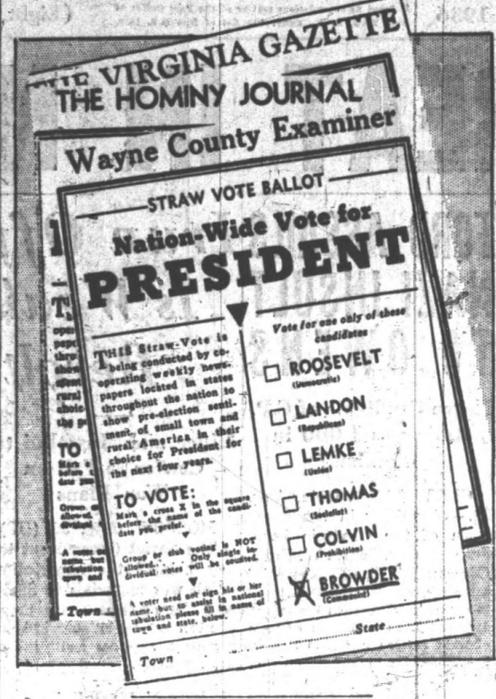 1936
THE VIRGINIA GAZETTE
THE HOMINY JOURNAL
Wayne County Examiner
STRAW VOTE BALLOT
Nation-Wide Vote for
PRESIDENT
THIS Straw-Vote is
being conducted by co-
operating weekly news-
papers located in states
throughout the nation to
show pre-election senti-
ment of small town and
rural America in their
choice for President for
the next four years.
TO VOTE:
Mark a cross X in the square
before the name of the candi-
date you prefer.
Group or club voting is NOT
allowed. . . . Only single in-
dividual votes will be counted.
A voter need not sign his or her
name, but to assist in national
tabulation please fill in name of
town and state, below.
Vote for one only of these
candidates
ROOSEVELT
(Democratic)
LANDON
(Republican)
LEMKE
(Union)
THOMAS
(Socialist)
COLVIN
(Prohibition)
X BROWDER
(Communist)
Town
State
TO
Town